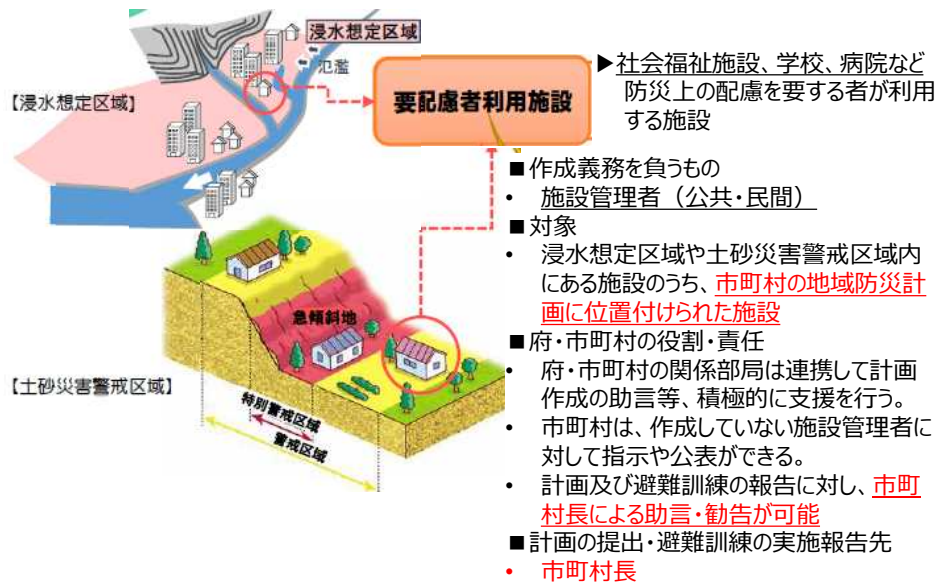 浸水想定区域
氾濫
【浸水想定区域】
要配慮者利用施設
▶社会福祉施設、学校、病院など
防災上の配慮を要する者が利用
する施設
■作成義務を負うもの
• 施設管理者（公共・民間）
■対象
• 浸水想定区域や土砂災害警戒区域内
にある施設のうち、市町村の地域防災計
画に位置付けられた施設
■府・市町村の役割・責任
• 府・市町村の関係部局は連携して計画
作成の助言等、積極的に支援を行う。
• 市町村は、作成していない施設管理者に
対して指示や公表ができる。
• 計画及び避難訓練の報告に対し、市町
村長による助言・勧告が可能
■計画の提出・避難訓練の実施報告先
• 市町村長
急傾斜地
【土砂災害警戒区域】
特別警戒区域
警戒区域